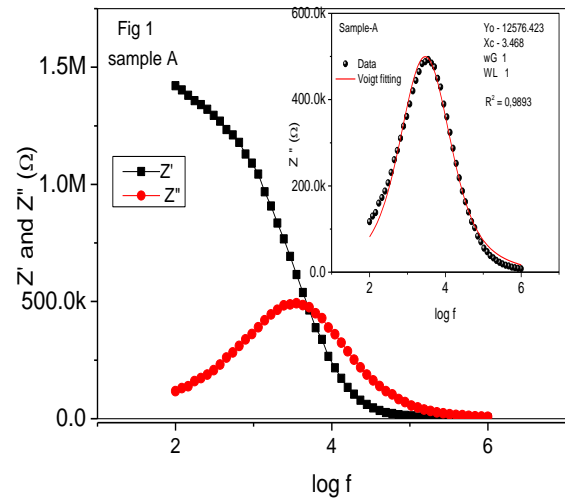 Fig 1
sample A
1.5M
1.0M
500.0k
0.0
Z' and Z" (Ω)
Z'
Z"
2
4
6
log f
Sample-A
Yo - 12576.423
Xc - 3.468
wG 1
WL 1
R² = 0,9893
Data
Voigt fitting
600.0k
400.0k
200.0k
0.0
Z " (Ω)
2
4
6
log f